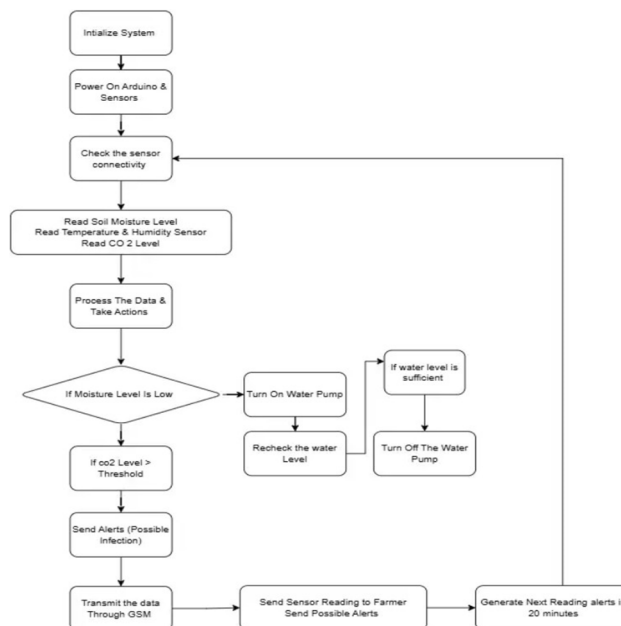 Intialize System
Power On Arduino &
Sensors
Check the sensor
connectivity
Read Soil Moisture Level
Read Temperature & Humidity Sensor
Read CO 2 Level
Process The Data &
Take Actions
If Moisture Level Is Low
Turn On Water Pump
If water level is
sufficient
Recheck the water
Level
Turn Off The Water
Pump
If co2 Level >
Threshold
Send Alerts (Possible
Infection)
Transmit the data
Through GSM
Send Sensor Reading to Farmer
Send Possible Alerts
Generate Next Reading alerts i
20 minutes